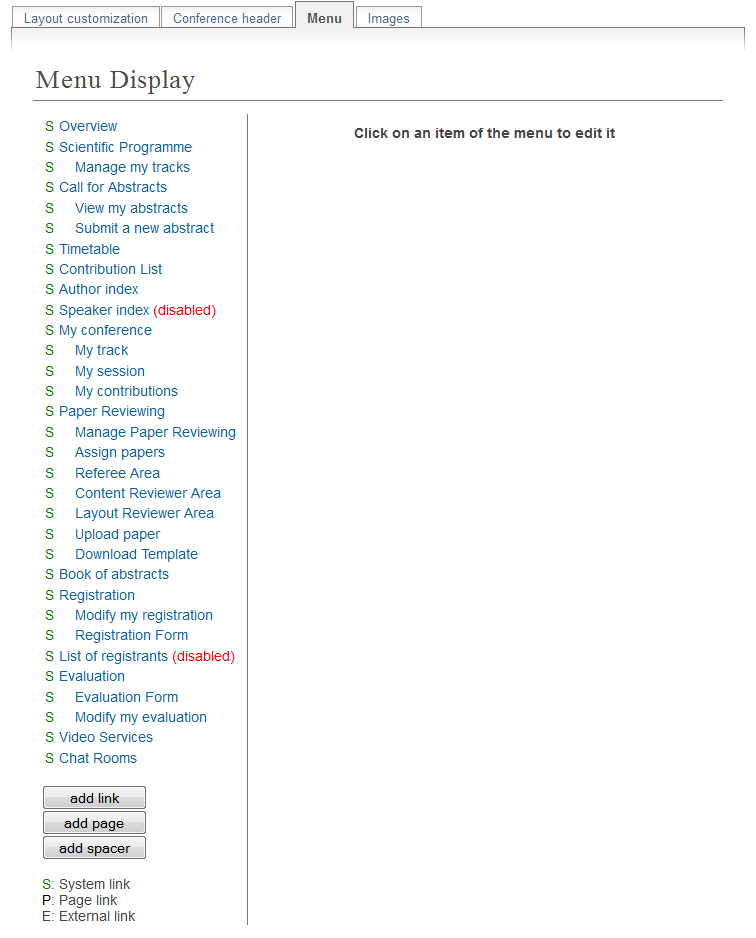 Layout customization Conference header Menu Images
Menu Display
Click on an item of the menu to edit it
S Overview
S Scientific Programme
S Manage my tracks
S Call for Abstracts
S View my abstracts
S Submit a new abstract
S Timetable
S Contribution List
S Author index
S Speaker index (disabled)
S My conference
S My track
S My session
S My contributions
S Paper Reviewing
S Manage Paper Reviewing
S Assign papers
S Referee Area
S Content Reviewer Area
S Layout Reviewer Area
S Upload paper
S Download Template
S Book of abstracts
S Registration
S Modify my registration
S Registration Form
S List of registrants (disabled)
S Evaluation
S Evaluation Form
S Modify my evaluation
S Video Services
S Chat Rooms
add link
add page
add spacer
S: System link
P: Page link
E: External link